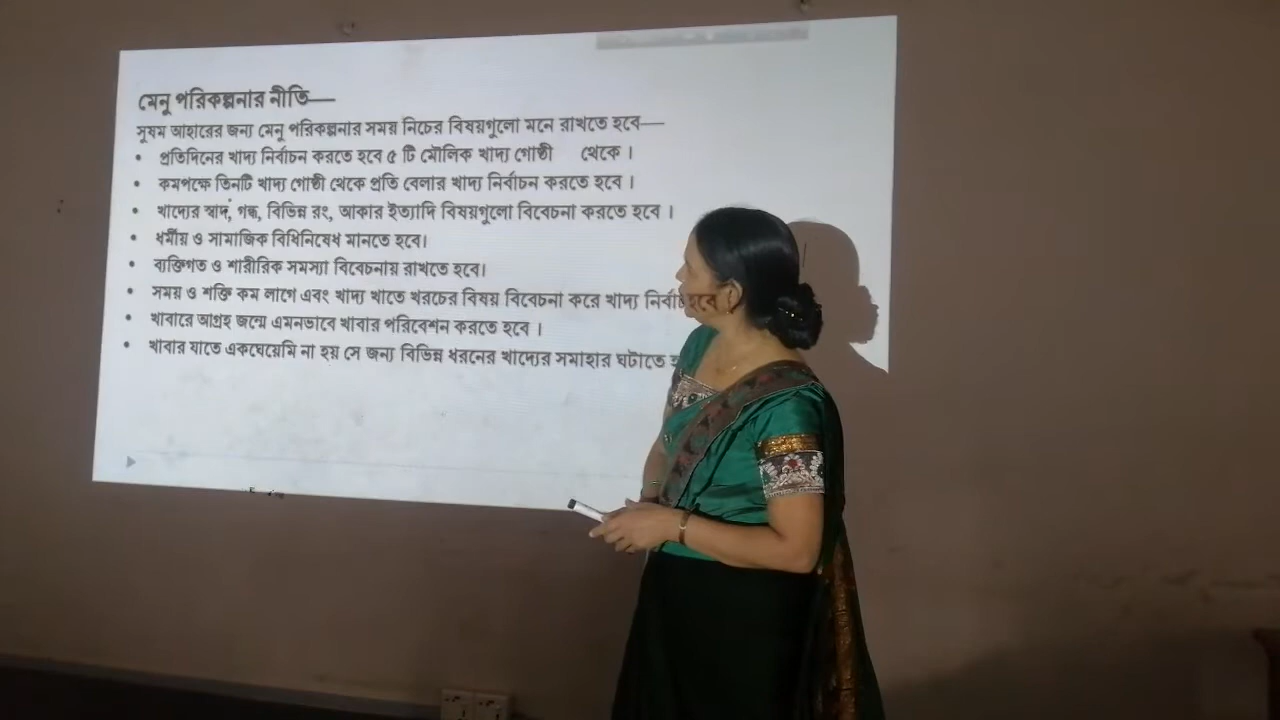 মেনু পরিকল্পনার নীতি—
সুষম আহারের জন্য মেনু পরিকল্পনার সময় নিচের বিষয়গুলো মনে রাখতে হবে—
• প্রতিদিনের খাদ্য নির্বাচন করতে হবে ৫ টি মৌলিক খাদ্য গোষ্ঠী থেকে ।
• কমপক্ষে তিনটি খাদ্য গোষ্ঠী থেকে প্রতি বেলার খাদ্য নির্বাচন করতে হবে ।
• খাদ্যের স্বাদ, গন্ধ, বিভিন্ন রং, আকার ইত্যাদি বিষয়গুলো বিবেচনা করতে হবে ।
• ধর্মীয় ও সামাজিক বিধিনিষেধ মানতে হবে।
• ব্যক্তিগত ও শারীরিক সমস্যা বিবেচনায় রাখতে হবে।
• সময় ও শক্তি কম লাগে এবং খাদ্য খাতে খরচের বিষয় বিবেচনা করে খাদ্য হবে
• খাবারে আগ্রহ জন্মে এমনভাবে খাবার পরিবেশন করতে হবে ।
• খাবার যাতে একঘেয়েমি না হয় সে জন্য বিভিন্ন ধরনের খাদ্যের সমাহার ঘটাতে